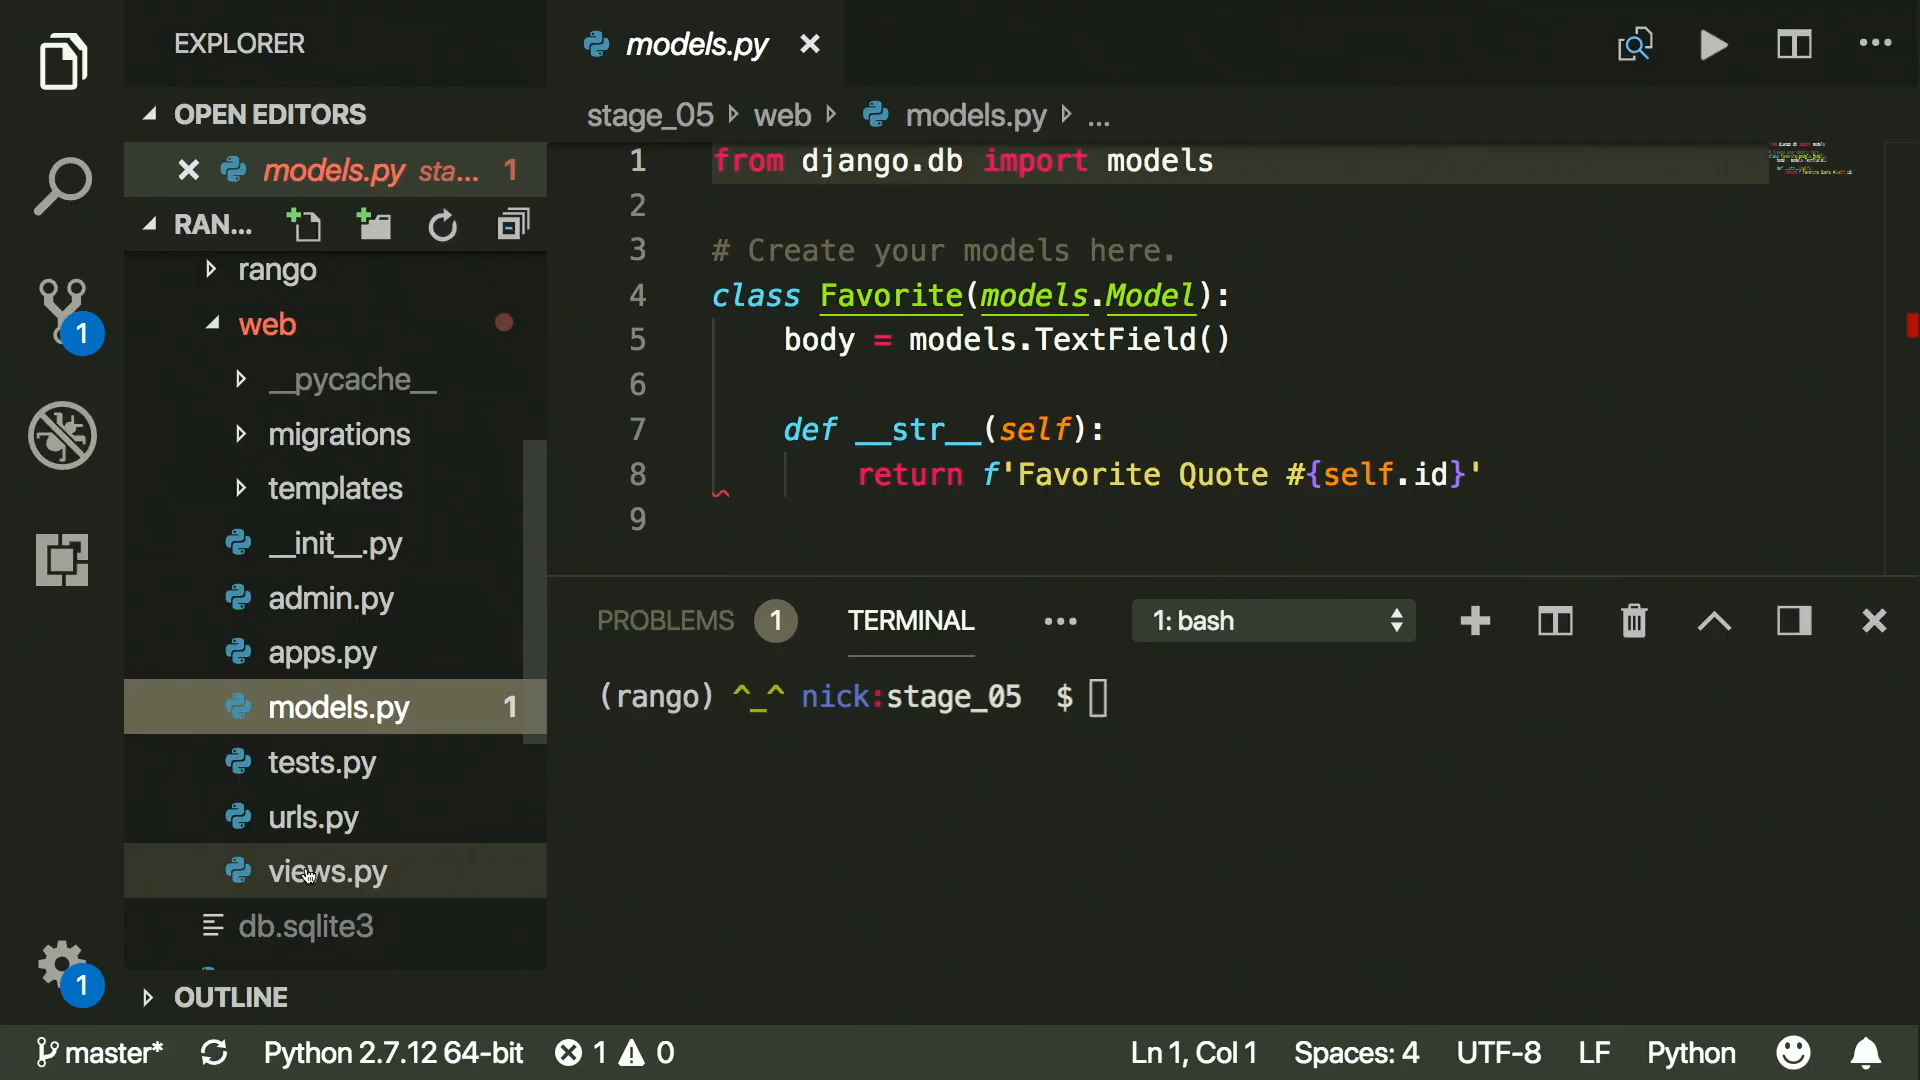 EXPLORER
OPEN EDITORS
models.py sta... 1
RAN...
rango
web
__pycache__
migrations
templates
__init__.py
admin.py
apps.py
models.py 1
tests.py
urls.py
views.py
db.sqlite3
OUTLINE
1
1
models.py
stage_05 web models.py ...
1 from django.db import models
2
3 # Create your models here.
4 class Favorite(models.Model):
5 body = models.TextField()
6
7 def __str__(self):
8 return f'Favorite Quote #{self.id}'
9
PROBLEMS 1 TERMINAL ... 1: bash
(rango) ^_^ nick:stage_05 $
master* Python 2.7.12 64-bit 1 0 Ln 1, Col 1 Spaces: 4 UTF-8 LF Python